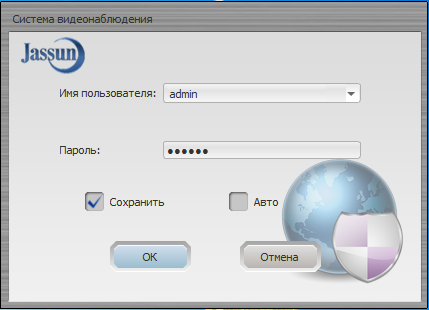 Система видеонаблюдения
Jassun
Имя пользователя: admin
Пароль: ••••••
Сохранить Авто
OK Отмена